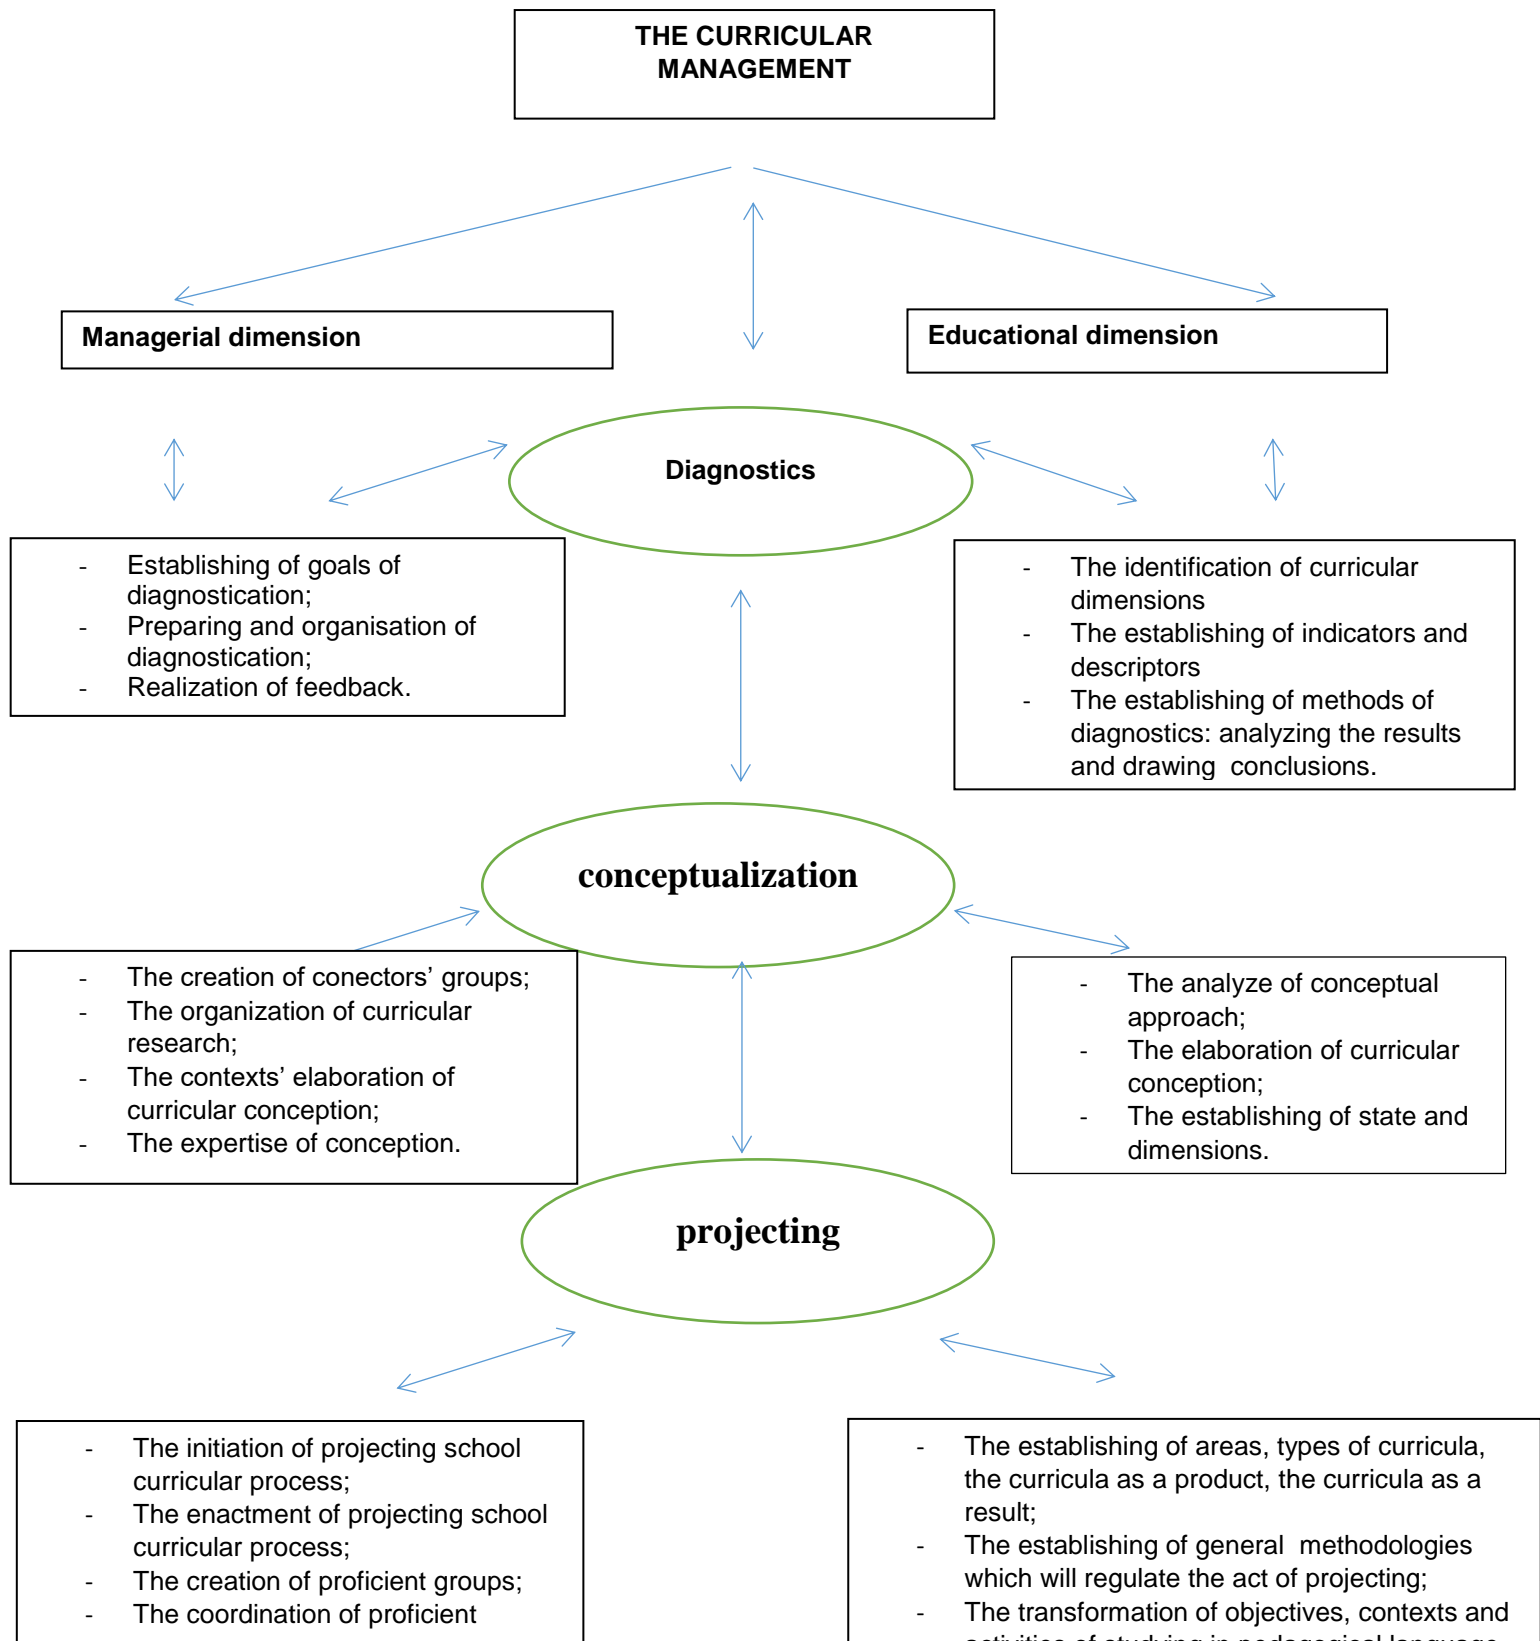 THE CURRICULAR
MANAGEMENT
Managerial dimension
Educational dimension
Diagnostics
- Establishing of goals of
diagnostication;
- Preparing and organisation of
diagnostication;
- Realization of feedback.
- The identification of curricular
dimensions
- The establishing of indicators and
descriptors
- The establishing of methods of
diagnostics: analyzing the results
and drawing  conclusions.
conceptualization
- The creation of conectors’ groups;
- The organization of curricular
research;
- The contexts’ elaboration of
curricular conception;
- The expertise of conception.
- The analyze of conceptual
approach;
- The elaboration of curricular
conception;
- The establishing of state and
dimensions.
projecting
- The initiation of projecting school
curricular process;
- The enactment of projecting school
curricular process;
- The creation of proficient groups;
- The coordination of proficient
- The establishing of areas, types of curricula,
the curricula as a product, the curricula as a
result;
- The establishing of general  methodologies
which will regulate the act of projecting;
- The transformation of objectives, contexts and
activities of studying in pedagogical language